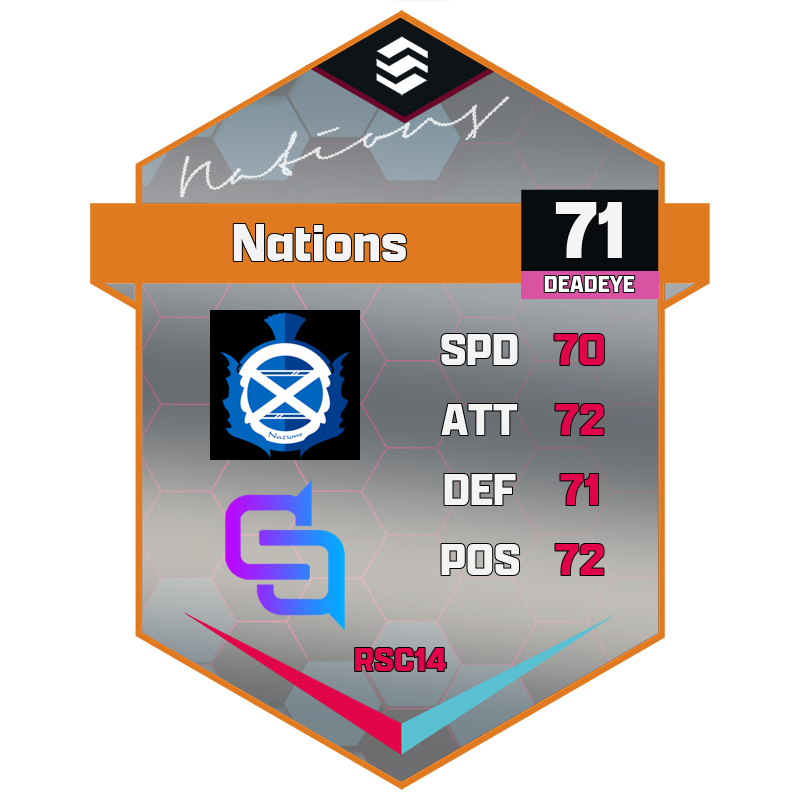 Nations
Nations
71
DEADEYE
Nations
SPD 70
ATT 72
DEF 71
POS 72
RSC14